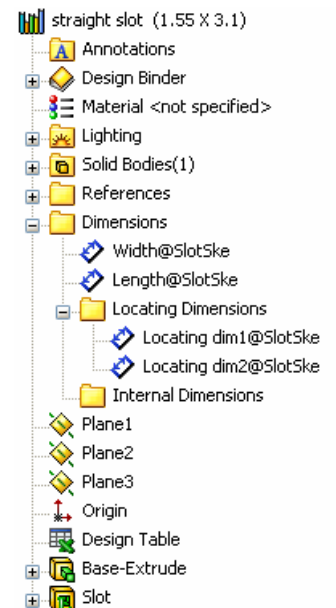 straight slot (1.55 X 3.1)
A Annotations
Design Binder
Material <not specified>
Lighting
Solid Bodies(1)
References
Dimensions
Width@SlotSke
Length@SlotSke
Locating Dimensions
Locating dim1@SlotSke
Locating dim2@SlotSke
Internal Dimensions
Plane1
Plane2
Plane3
Origin
Design Table
Base-Extrude
Slot